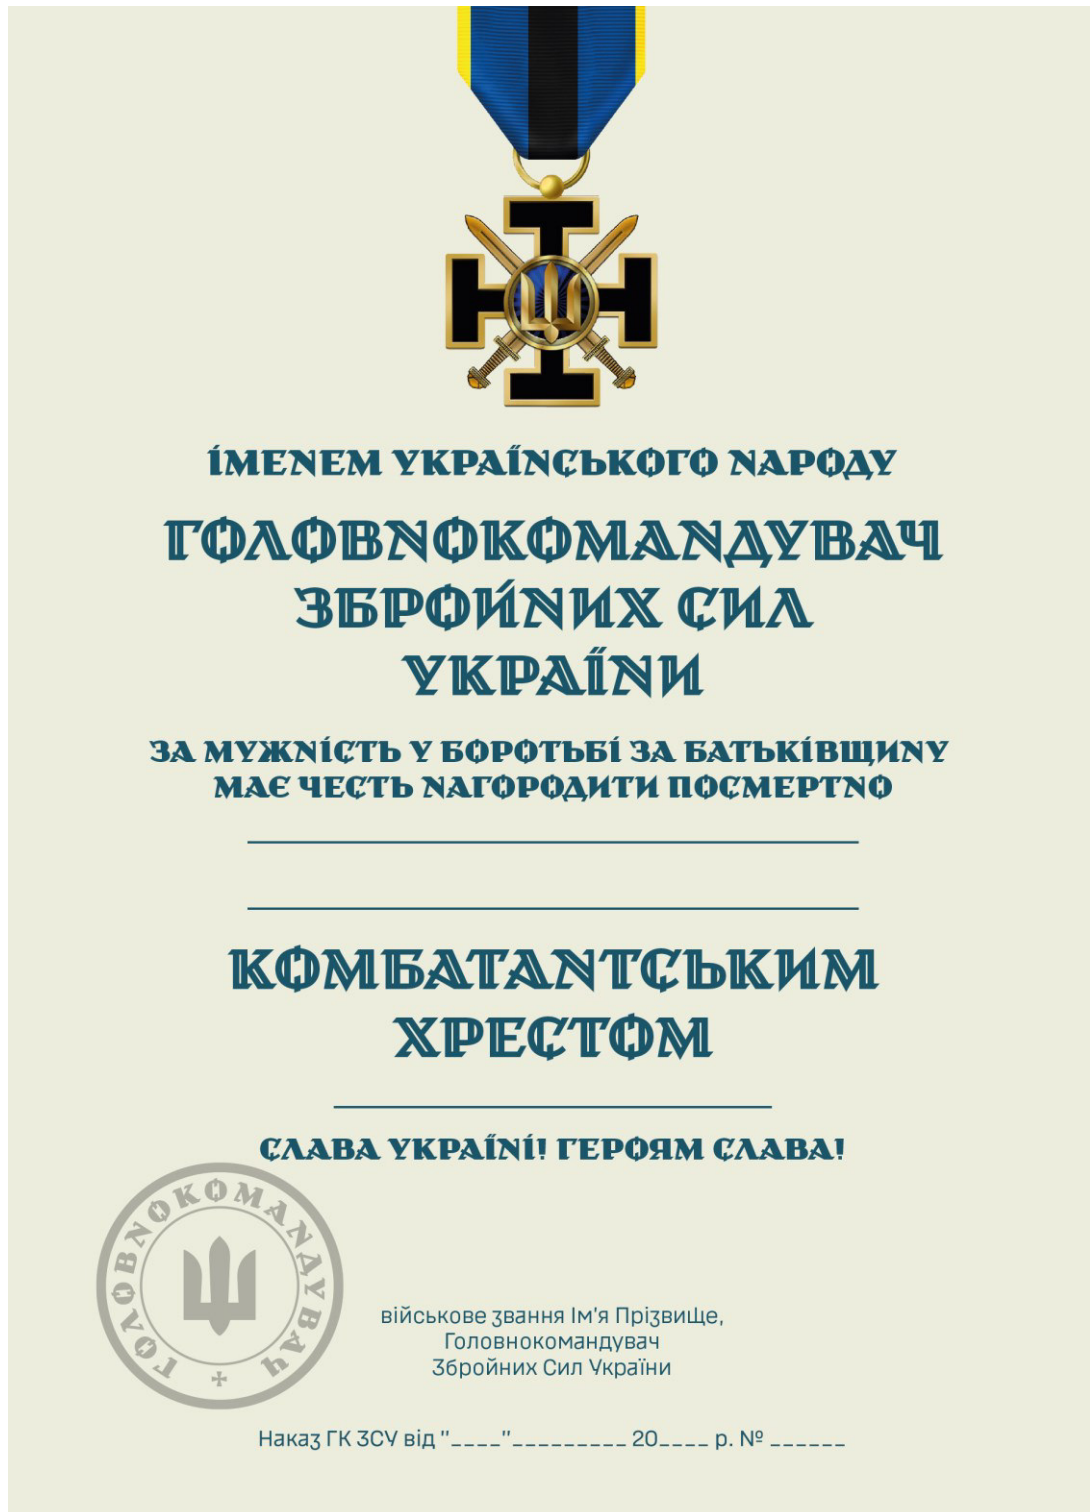 ІМЕНЕМ УКРАЇНСЬКОГО НАРОДУ
ГОЛОВНОКОМАНДУВАЧ
ЗБРОЙНИХ СИЛ
УКРАЇНИ
ЗА МУЖНІСТЬ У БОРОТЬБІ ЗА БАТЬКІВЩИНУ
МАЄ ЧЕСТЬ НАГОРОДИТИ ПОСМЕРТНО
КОМБАТАНТСЬКИМ
ХРЕСТОМ
СЛАВА УКРАЇНІ! ГЕРОЯМ СЛАВА!
ГОЛОВНОКОМАНДУВАЧ
військове звання Ім'я Прізвище,
Головнокомандувач
Збройних Сил України
Наказ ГК ЗСУ від "____"_________ 20____ р. № ______